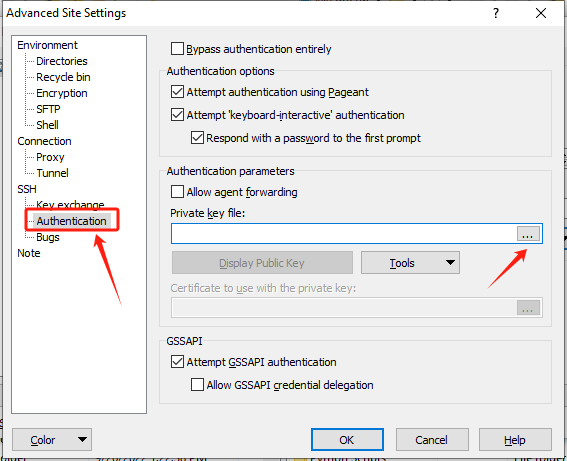 Advanced Site Settings
Environment
Directories
Recycle bin
Encryption
SFTP
Shell
Connection
Proxy
Tunnel
SSH
Key exchange
Authentication
Bugs
Note
Bypass authentication entirely
Authentication options
Attempt authentication using Pageant
Attempt 'keyboard-interactive' authentication
Respond with a password to the first prompt
Authentication parameters
Allow agent forwarding
Private key file:
...
Display Public Key
Tools
Certificate to use with the private key:
...
GSSAPI
Attempt GSSAPI authentication
Allow GSSAPI credential delegation
Color
OK
Cancel
Help